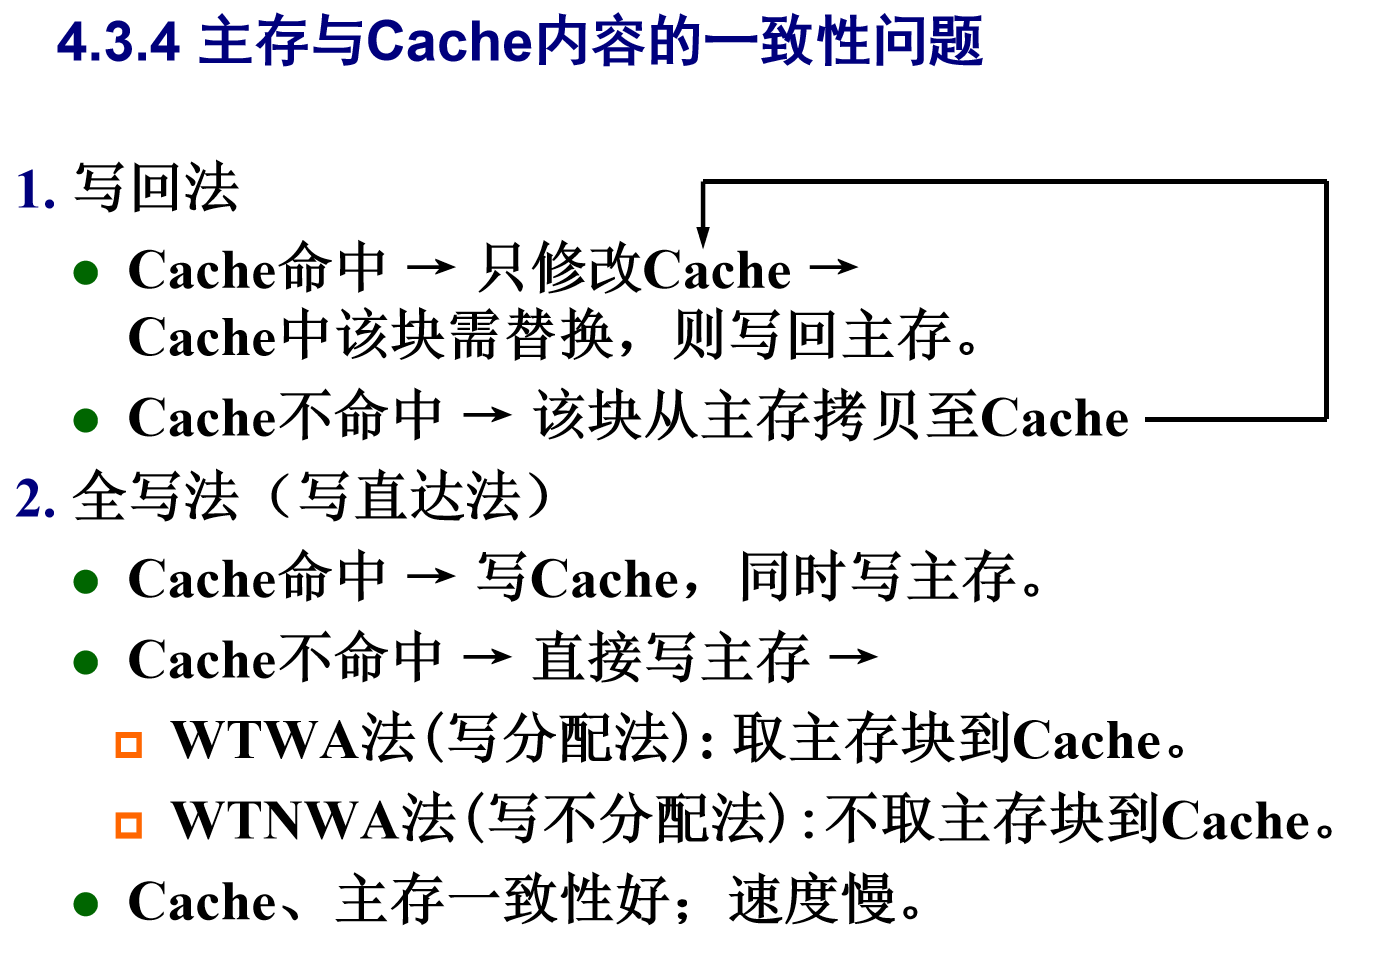 4.3.4 主存与Cache内容的一致性问题
1. 写回法
● Cache命中 → 只修改Cache →
Cache中该块需替换，则写回主存。
● Cache不命中 → 该块从主存拷贝至Cache
2. 全写法（写直达法）
● Cache命中 → 写Cache，同时写主存。
● Cache不命中 → 直接写主存 →
WTWA法(写分配法): 取主存块到Cache。
WTNWA法(写不分配法):不取主存块到Cache。
● Cache、主存一致性好；速度慢。